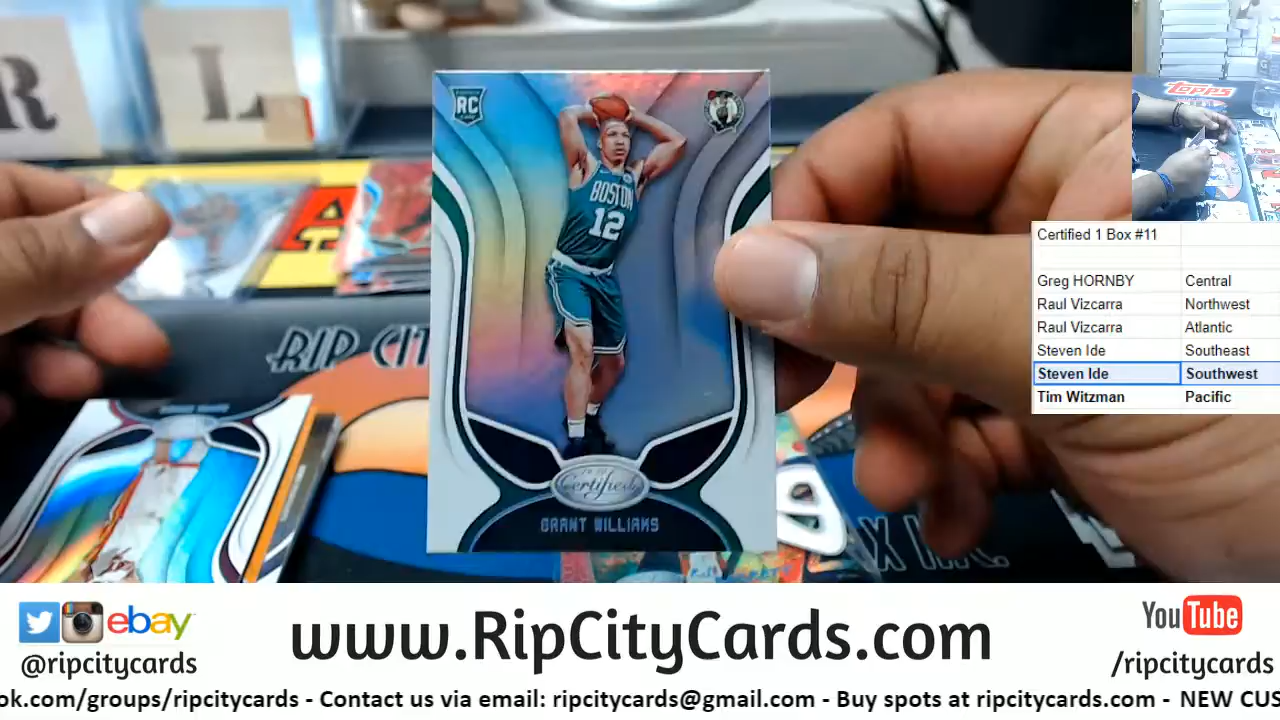 R L
Topps
RC
BOSTON
12
Certified
GRANT WILLIAMS
RIP CIT
Certified 1 Box #11
Greg HORNBY Central
Raul Vizcarra Northwest
Raul Vizcarra Atlantic
Steven Ide Southeast
Steven Ide Southwest
Tim Witzman Pacific
ebay
@ripcitycards
www.RipCityCards.com
YouTube
/ripcitycards
ok.com/groups/ripcitycards - Contact us via email: ripcitycards@gmail.com - Buy spots at ripcitycards.com - NEW CUS